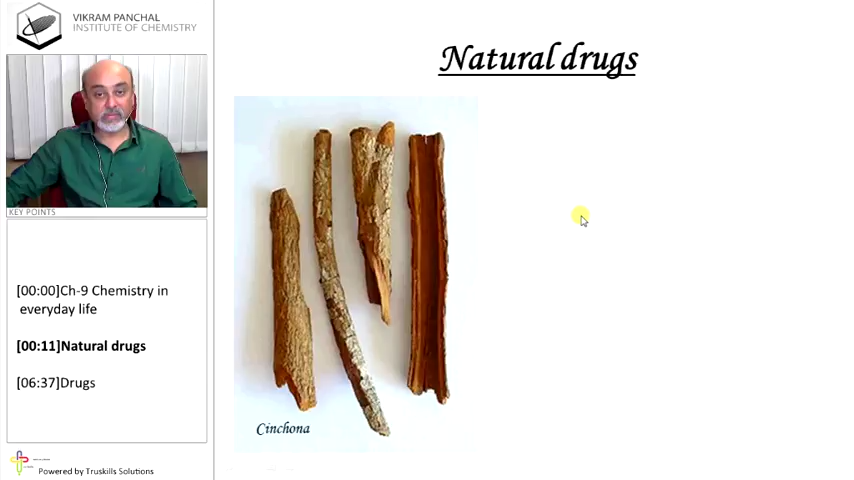 VIKRAM PANCHAL
INSTITUTE OF CHEMISTRY
Natural drugs
KEY POINTS
[00:00]Ch-9 Chemistry in
everyday life
[00:11]Natural drugs
[06:37]Drugs
Cinchona
Powered by Truskills Solutions